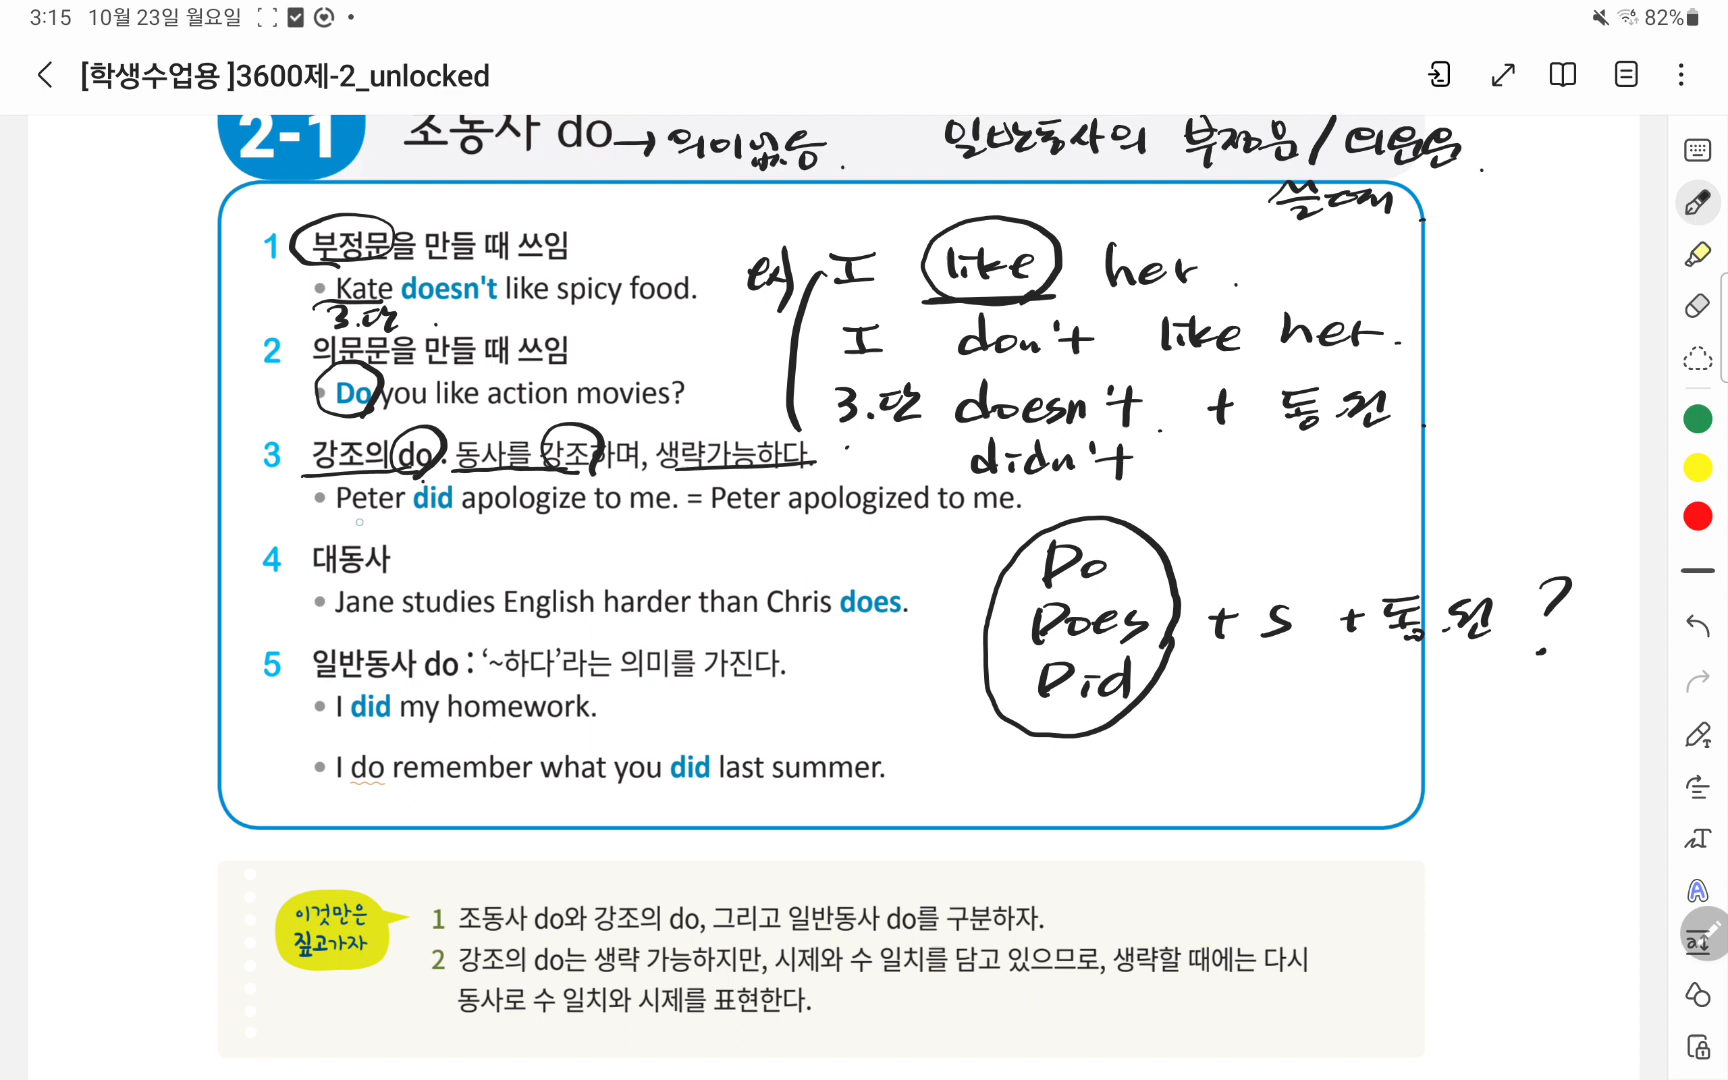 3:15 10월 23일 월요일 82%
[학생수업용 ]3600제-2_unlocked
2-1 조동사 do → 의미없음. 일반동사의 부정문/의문문
쓸때
1 부정문을 만들 때 쓰임
• Kate doesn't like spicy food.
3.단
예) I like her.
I don't like her.
3.단 doesn't + 동.원
didn't
2 의문문을 만들 때 쓰임
• Do you like action movies?
3 강조의 do : 동사를 강조하며, 생략가능하다.
• Peter did apologize to me. = Peter apologized to me.
4 대동사
• Jane studies English harder than Chris does.
Do
Does + S + 동.원 ?
Did
5 일반동사 do : ‘~하다’라는 의미를 가진다.
• I did my homework.
• I do remember what you did last summer.
이것만은
짚고가자
1 조동사 do와 강조의 do, 그리고 일반동사 do를 구분하자.
2 강조의 do는 생략 가능하지만, 시제와 수 일치를 담고 있으므로, 생략할 때에는 다시
동사로 수 일치와 시제를 표현한다.